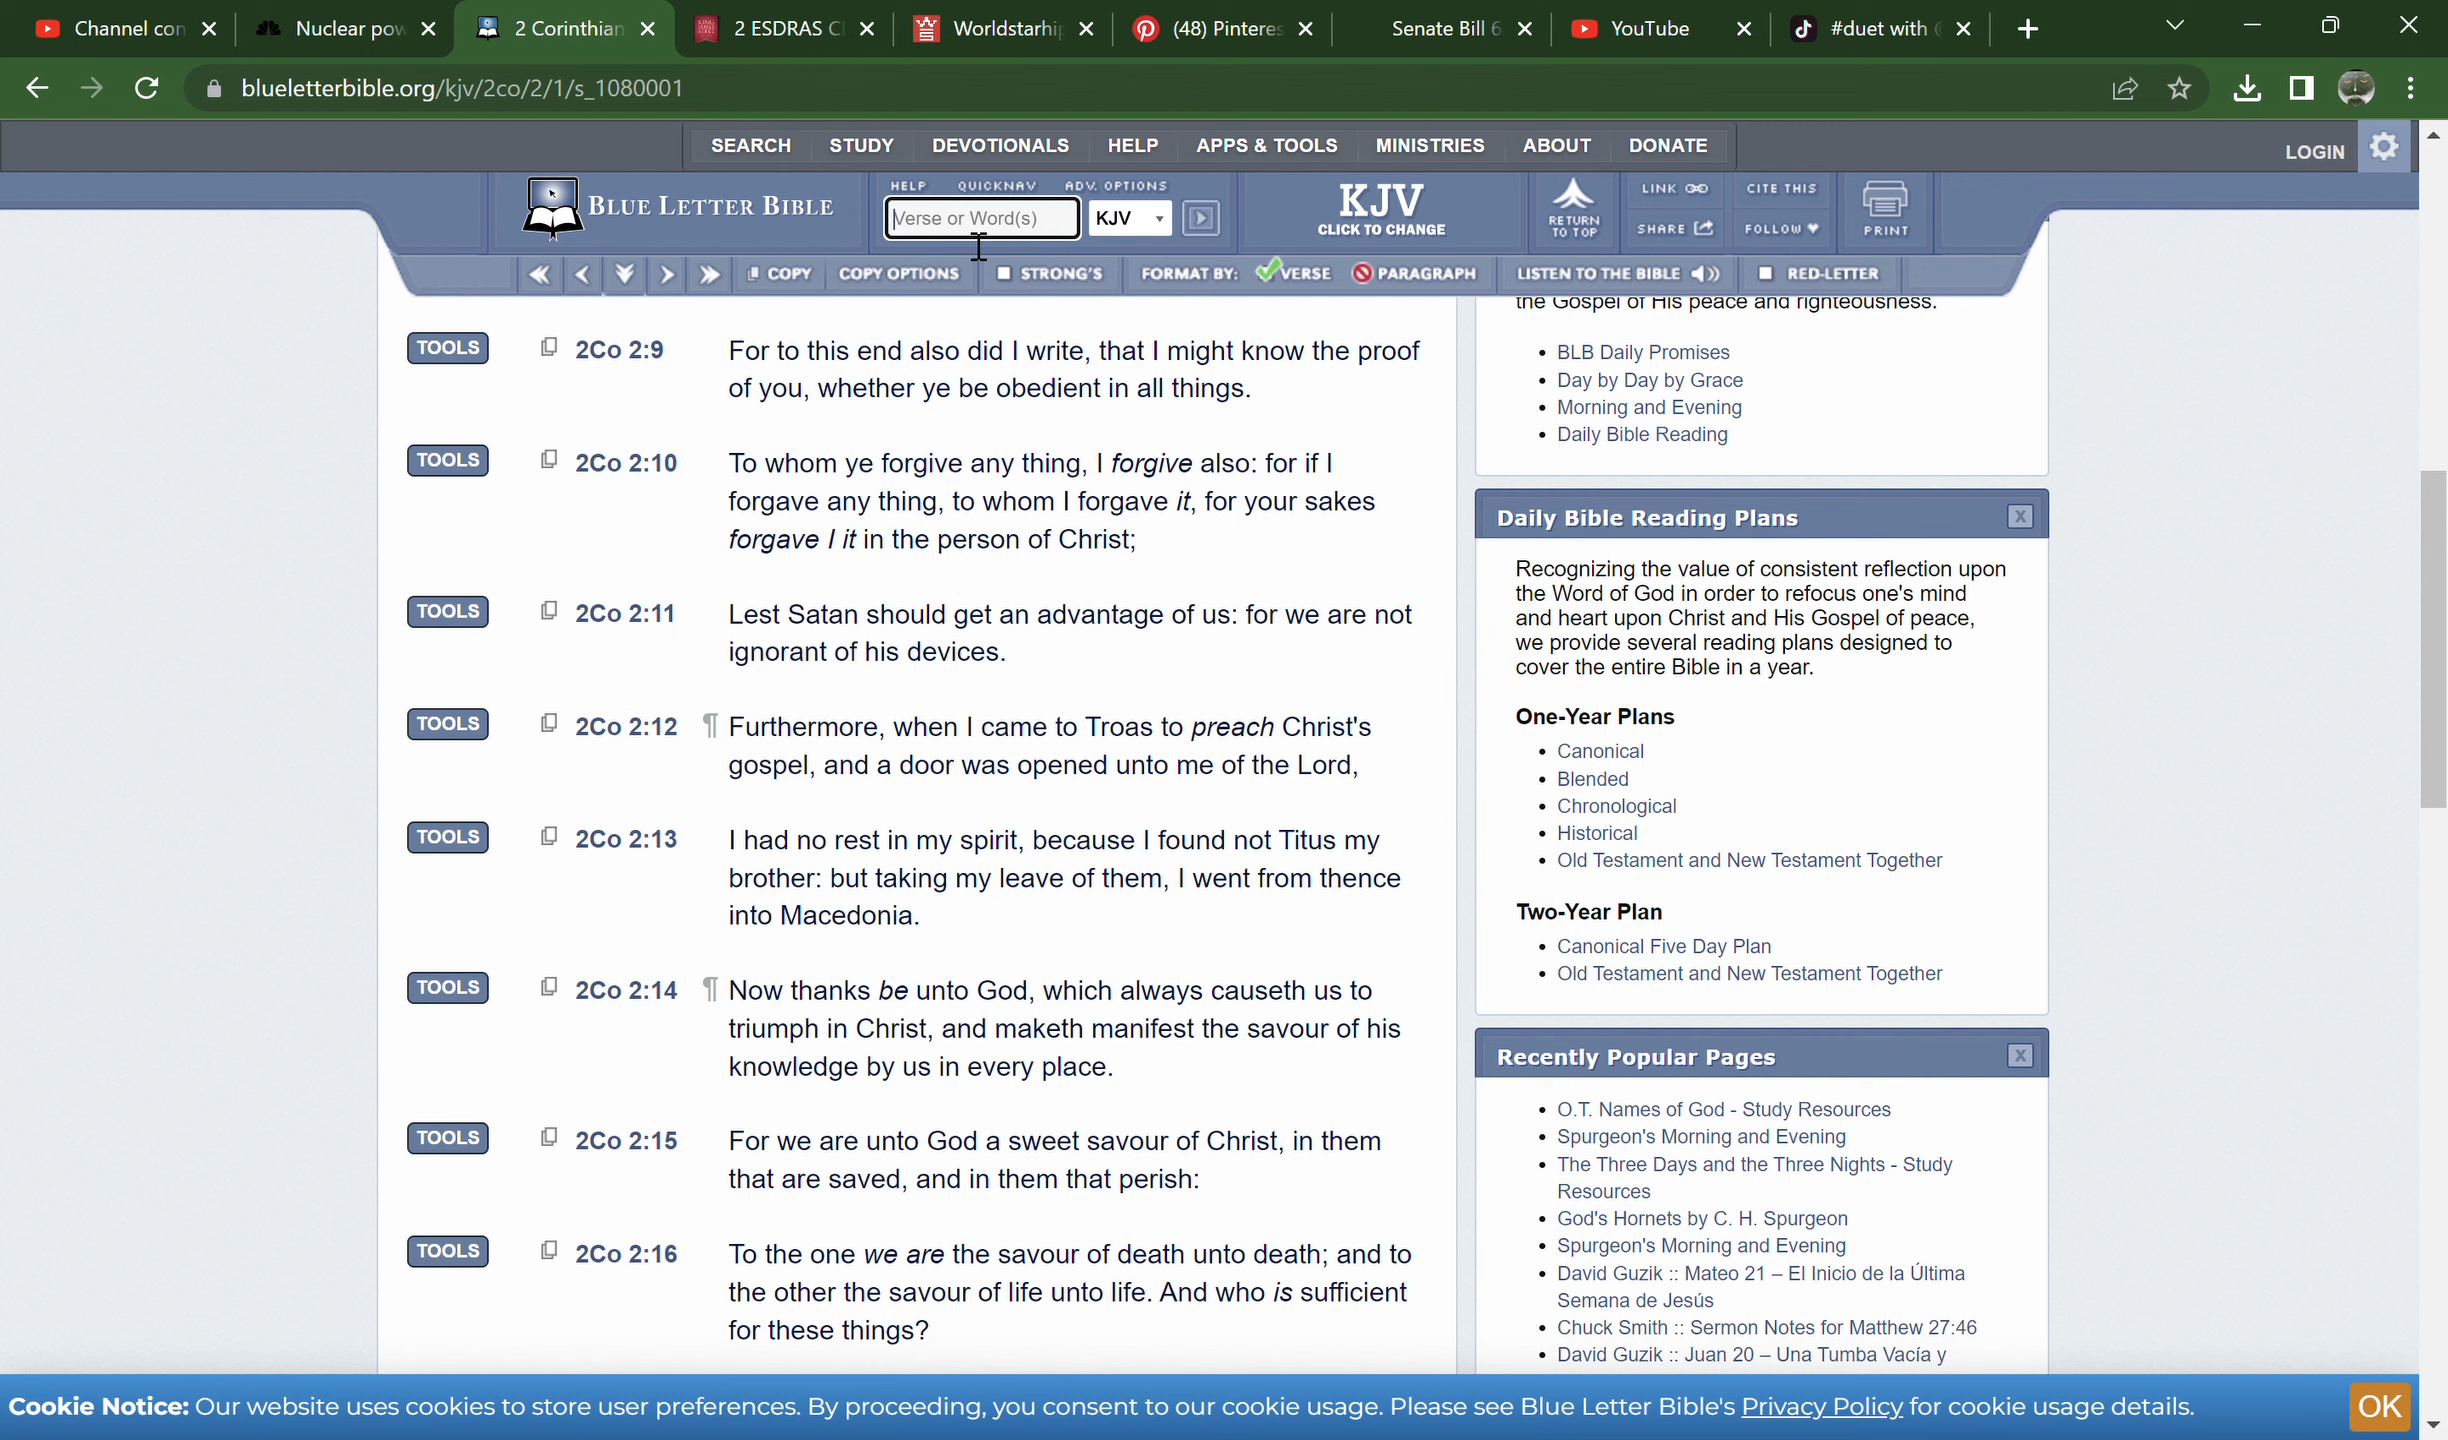 Channel con
Nuclear pow
2 Corinthian
2 ESDRAS C
Worldstarhip
(48) Pinteres
Senate Bill 6
YouTube
#duet with
blueletterbible.org/kjv/2co/2/1/s_1080001
SEARCH STUDY DEVOTIONALS HELP APPS & TOOLS MINISTRIES ABOUT DONATE
LOGIN
BLUE LETTER BIBLE
HELP QUICKNAV ADV. OPTIONS
Verse or Word(s)
KJV
KJV
CLICK TO CHANGE
RETURN
TO TOP
LINK
CITE THIS
SHARE
FOLLOW
PRINT
COPY COPY OPTIONS STRONG'S FORMAT BY: VERSE PARAGRAPH LISTEN TO THE BIBLE RED-LETTER
TOOLS 2Co 2:9 For to this end also did I write, that I might know the proof
of you, whether ye be obedient in all things.
TOOLS 2Co 2:10 To whom ye forgive any thing, I forgive also: for if I
forgave any thing, to whom I forgave it, for your sakes
forgave I it in the person of Christ;
TOOLS 2Co 2:11 Lest Satan should get an advantage of us: for we are not
ignorant of his devices.
TOOLS 2Co 2:12 ¶ Furthermore, when I came to Troas to preach Christ's
gospel, and a door was opened unto me of the Lord,
TOOLS 2Co 2:13 I had no rest in my spirit, because I found not Titus my
brother: but taking my leave of them, I went from thence
into Macedonia.
TOOLS 2Co 2:14 ¶ Now thanks be unto God, which always causeth us to
triumph in Christ, and maketh manifest the savour of his
knowledge by us in every place.
TOOLS 2Co 2:15 For we are unto God a sweet savour of Christ, in them
that are saved, and in them that perish:
TOOLS 2Co 2:16 To the one we are the savour of death unto death; and to
the other the savour of life unto life. And who is sufficient
for these things?
the Gospel of His peace and righteousness.
• BLB Daily Promises
• Day by Day by Grace
• Morning and Evening
• Daily Bible Reading
Daily Bible Reading Plans X
Recognizing the value of consistent reflection upon
the Word of God in order to refocus one's mind
and heart upon Christ and His Gospel of peace,
we provide several reading plans designed to
cover the entire Bible in a year.
One-Year Plans
• Canonical
• Blended
• Chronological
• Historical
• Old Testament and New Testament Together
Two-Year Plan
• Canonical Five Day Plan
• Old Testament and New Testament Together
Recently Popular Pages X
• O.T. Names of God - Study Resources
• Spurgeon's Morning and Evening
• The Three Days and the Three Nights - Study
Resources
• God's Hornets by C. H. Spurgeon
• Spurgeon's Morning and Evening
• David Guzik :: Mateo 21 – El Inicio de la Última
Semana de Jesús
• Chuck Smith :: Sermon Notes for Matthew 27:46
• David Guzik :: Juan 20 – Una Tumba Vacía y
Cookie Notice: Our website uses cookies to store user preferences. By proceeding, you consent to our cookie usage. Please see Blue Letter Bible's Privacy Policy for cookie usage details.
OK